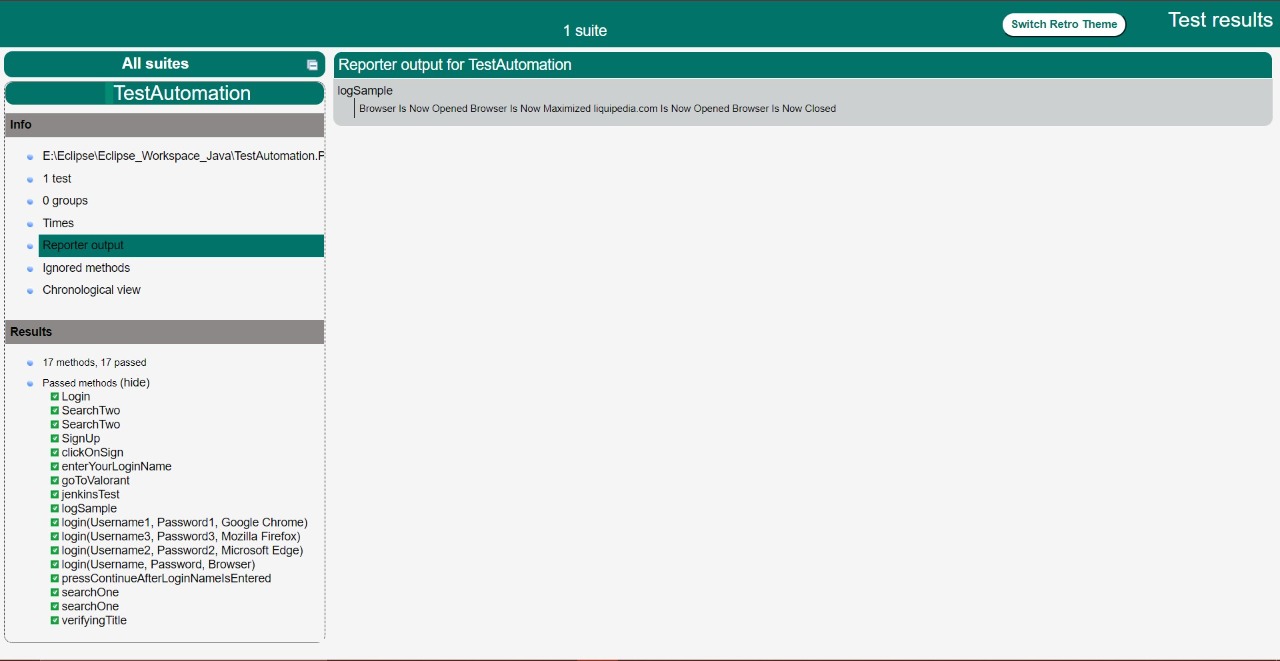 1 suite
Switch Retro Theme
Test results
All suites
TestAutomation
Info
E:\Eclipse\Eclipse_Workspace_Java\TestAutomation.F
1 test
0 groups
Times
Reporter output
Ignored methods
Chronological view
Results
17 methods, 17 passed
Passed methods (hide)
Login
SearchTwo
SearchTwo
SignUp
clickOnSign
enterYourLoginName
goToValorant
jenkinsTest
logSample
login(Username1, Password1, Google Chrome)
login(Username3, Password3, Mozilla Firefox)
login(Username2, Password2, Microsoft Edge)
login(Username, Password, Browser)
pressContinueAfterLoginNameIsEntered
searchOne
searchOne
verifyingTitle
Reporter output for TestAutomation
logSample
Browser Is Now Opened Browser Is Now Maximized liquipedia.com Is Now Opened Browser Is Now Closed